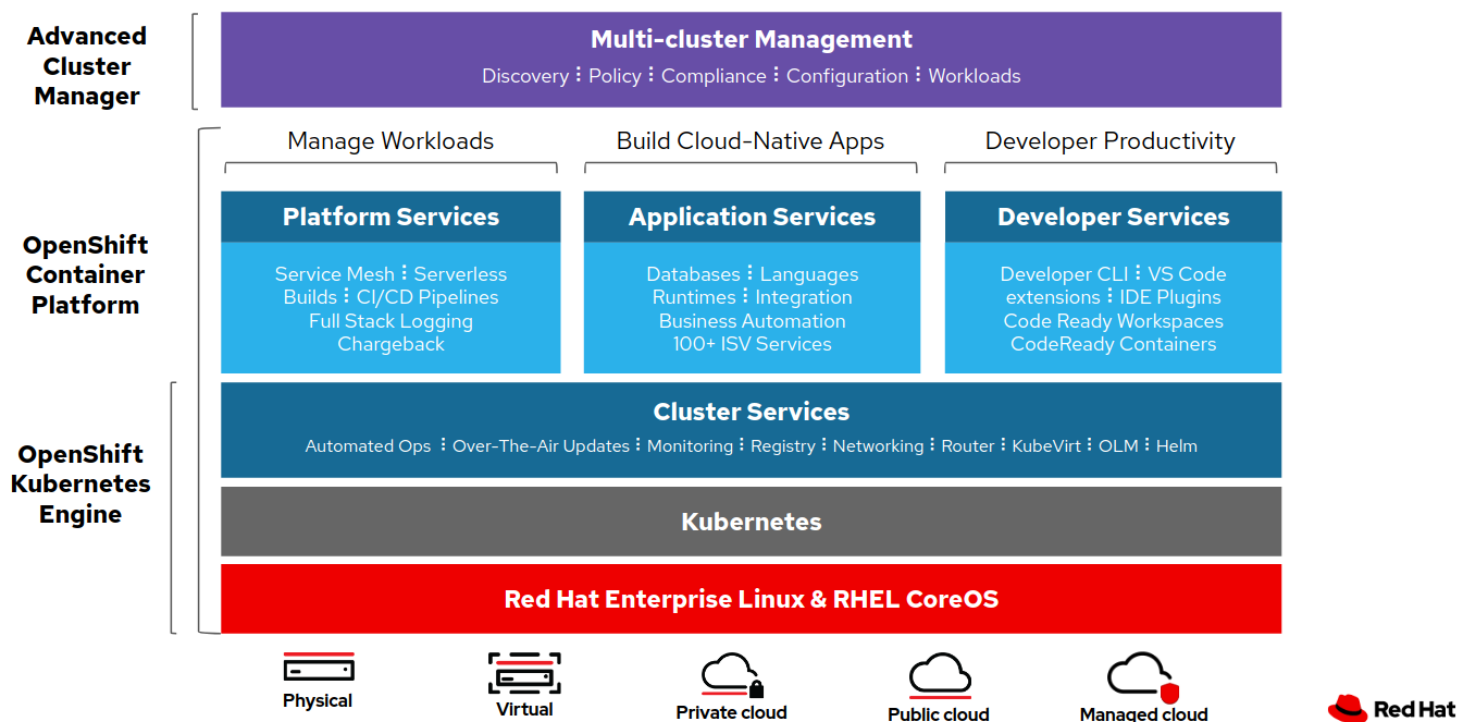 Advanced
Cluster
Manager
Multi-cluster Management
Discovery ⋮ Policy ⋮ Compliance ⋮ Configuration ⋮ Workloads
OpenShift
Container
Platform
Manage Workloads
Build Cloud-Native Apps
Developer Productivity
Platform Services
Service Mesh ⋮ Serverless
Builds ⋮ CI/CD Pipelines
Full Stack Logging
Chargeback
Application Services
Databases ⋮ Languages
Runtimes ⋮ Integration
Business Automation
100+ ISV Services
Developer Services
Developer CLI ⋮ VS Code
extensions ⋮ IDE Plugins
Code Ready Workspaces
CodeReady Containers
OpenShift
Kubernetes
Engine
Cluster Services
Automated Ops ⋮ Over-The-Air Updates ⋮ Monitoring ⋮ Registry ⋮ Networking ⋮ Router ⋮ KubeVirt ⋮ OLM ⋮ Helm
Kubernetes
Red Hat Enterprise Linux & RHEL CoreOS
Physical
Virtual
Private cloud
Public cloud
Managed cloud
Red Hat